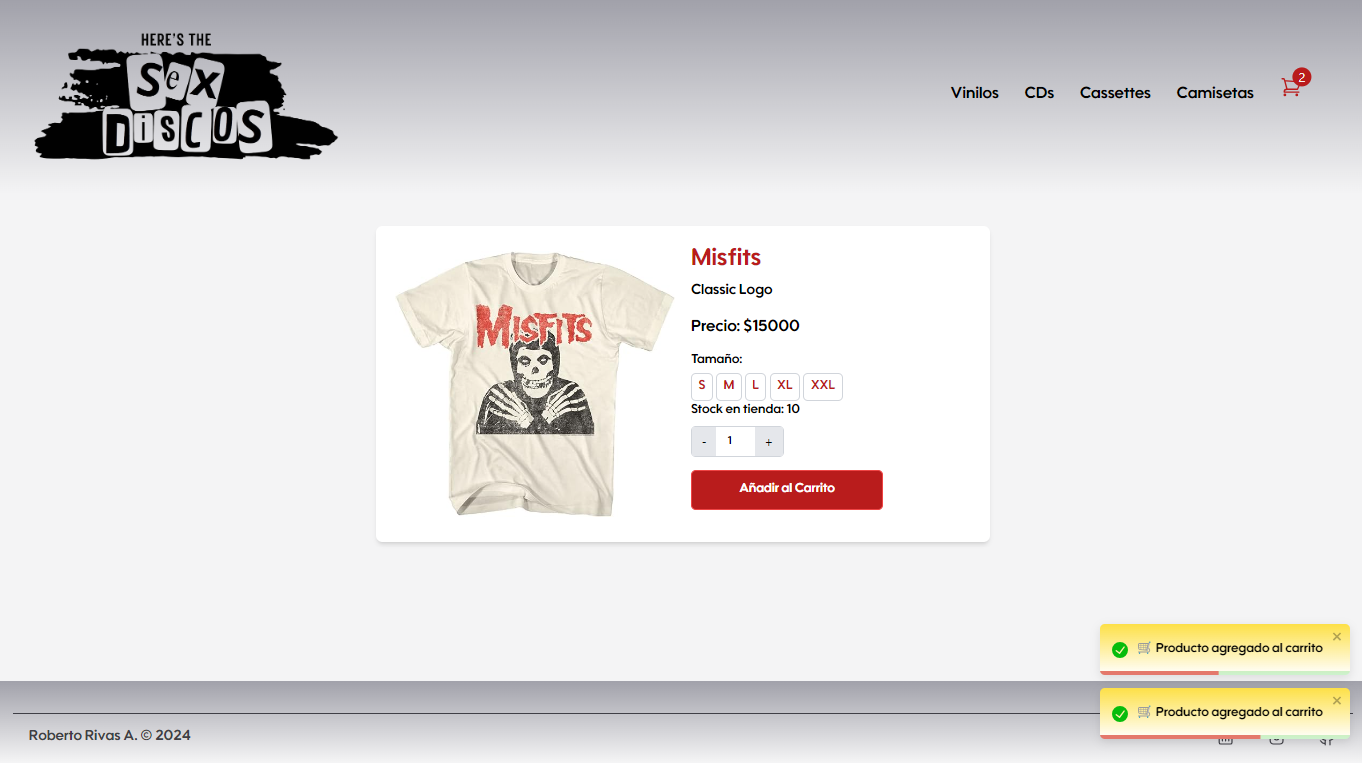 HERE'S THE
SeX
DiSCOS
Vinilos CDs Cassettes Camisetas 2
Misfits
Classic Logo
MISFITS
Precio: $15000
Tamaño:
S M L XL XXL
Stock en tienda: 10
- 1 +
Añadir al Carrito
🛒 Producto agregado al carrito ×
🛒 Producto agregado al carrito ×
Roberto Rivas A. © 2024